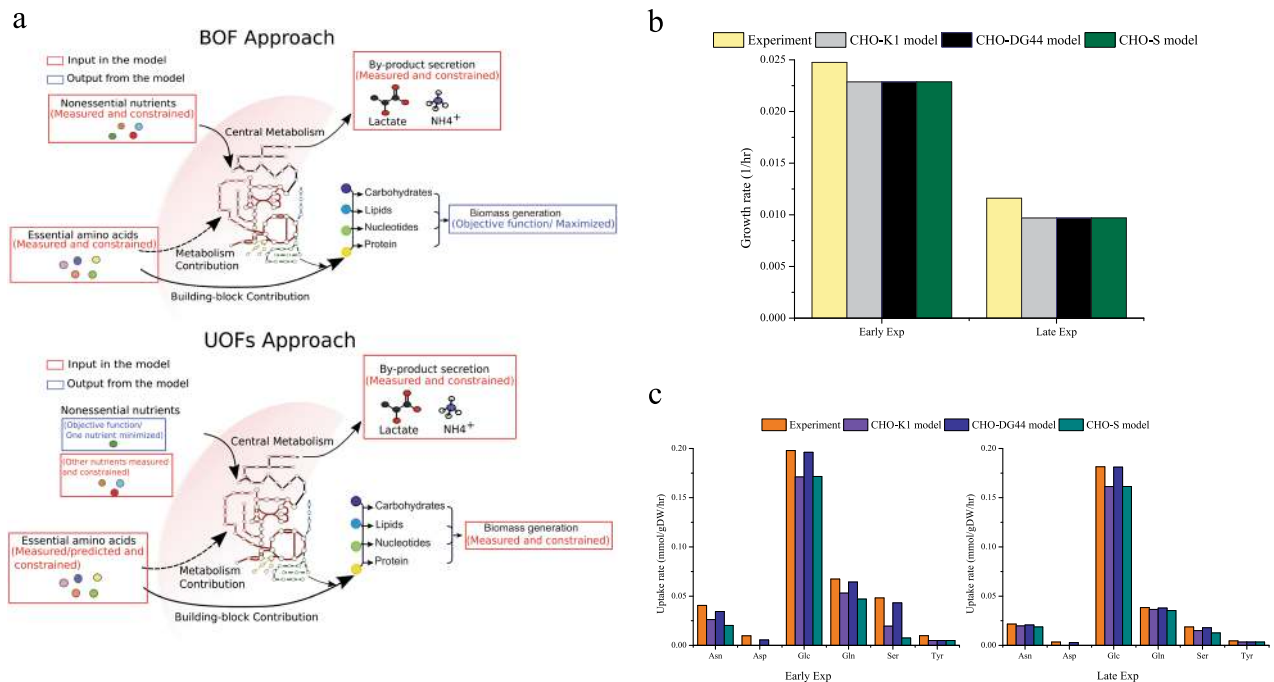 a
BOF Approach
Input in the model
Output from the model
Nonessential nutrients
(Measured and constrained)
By-product secretion
(Measured and constrained)
Lactate
NH4+
Central Metabolism
Carbohydrates
Lipids
Nucleotides
Protein
Biomass generation
(Objective function/ Maximized)
Essential amino acids
(Measured and constrained)
Metabolism
Contribution
Building-block Contribution
UOFs Approach
Input in the model
Output from the model
Nonessential nutrients
(Objective function/
One nutrient minimized)
(Other nutrients measured
and constrained)
By-product secretion
(Measured and constrained)
Lactate
NH4+
Central Metabolism
Carbohydrates
Lipids
Nucleotides
Protein
Biomass generation
(Measured and constrained)
Essential amino acids
(Measured/predicted and
constrained)
Metabolism
Contribution
Building-block Contribution
b
Experiment CHO-K1 model CHO-DG44 model CHO-S model
Growth rate (1/hr)
0.025
0.020
0.015
0.010
0.005
0.000
Early Exp Late Exp
c
Experiment CHO-K1 model CHO-DG44 model CHO-S model
Uptake rate (mmol/gDW/hr)
0.20
0.15
0.10
0.05
0.00
Asn Asp Glc Gln Ser Tyr
Early Exp
Uptake rate (mmol/gDW/hr)
0.20
0.15
0.10
0.05
0.00
Asn Asp Glc Gln Ser Tyr
Late Exp